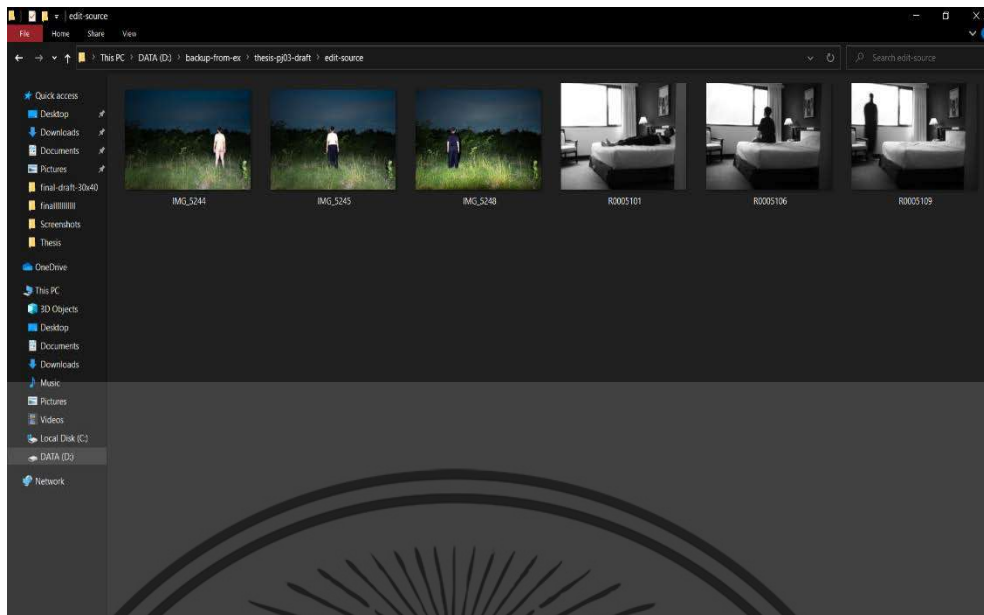 edit-source
File Home Share View
This PC > DATA (D:) > backup-from-ex > thesis-pj03-draft > edit-source
Search edit-source
Quick access
Desktop
Downloads
Documents
Pictures
final-draft-30x40
Screenshots
Thesis
OneDrive
This PC
3D Objects
Desktop
Documents
Downloads
Music
Pictures
Videos
Local Disk (C:)
DATA (D:)
Network
IMG_5244 IMG_5245 IMG_5248 R0005101 R0005106 R0005109